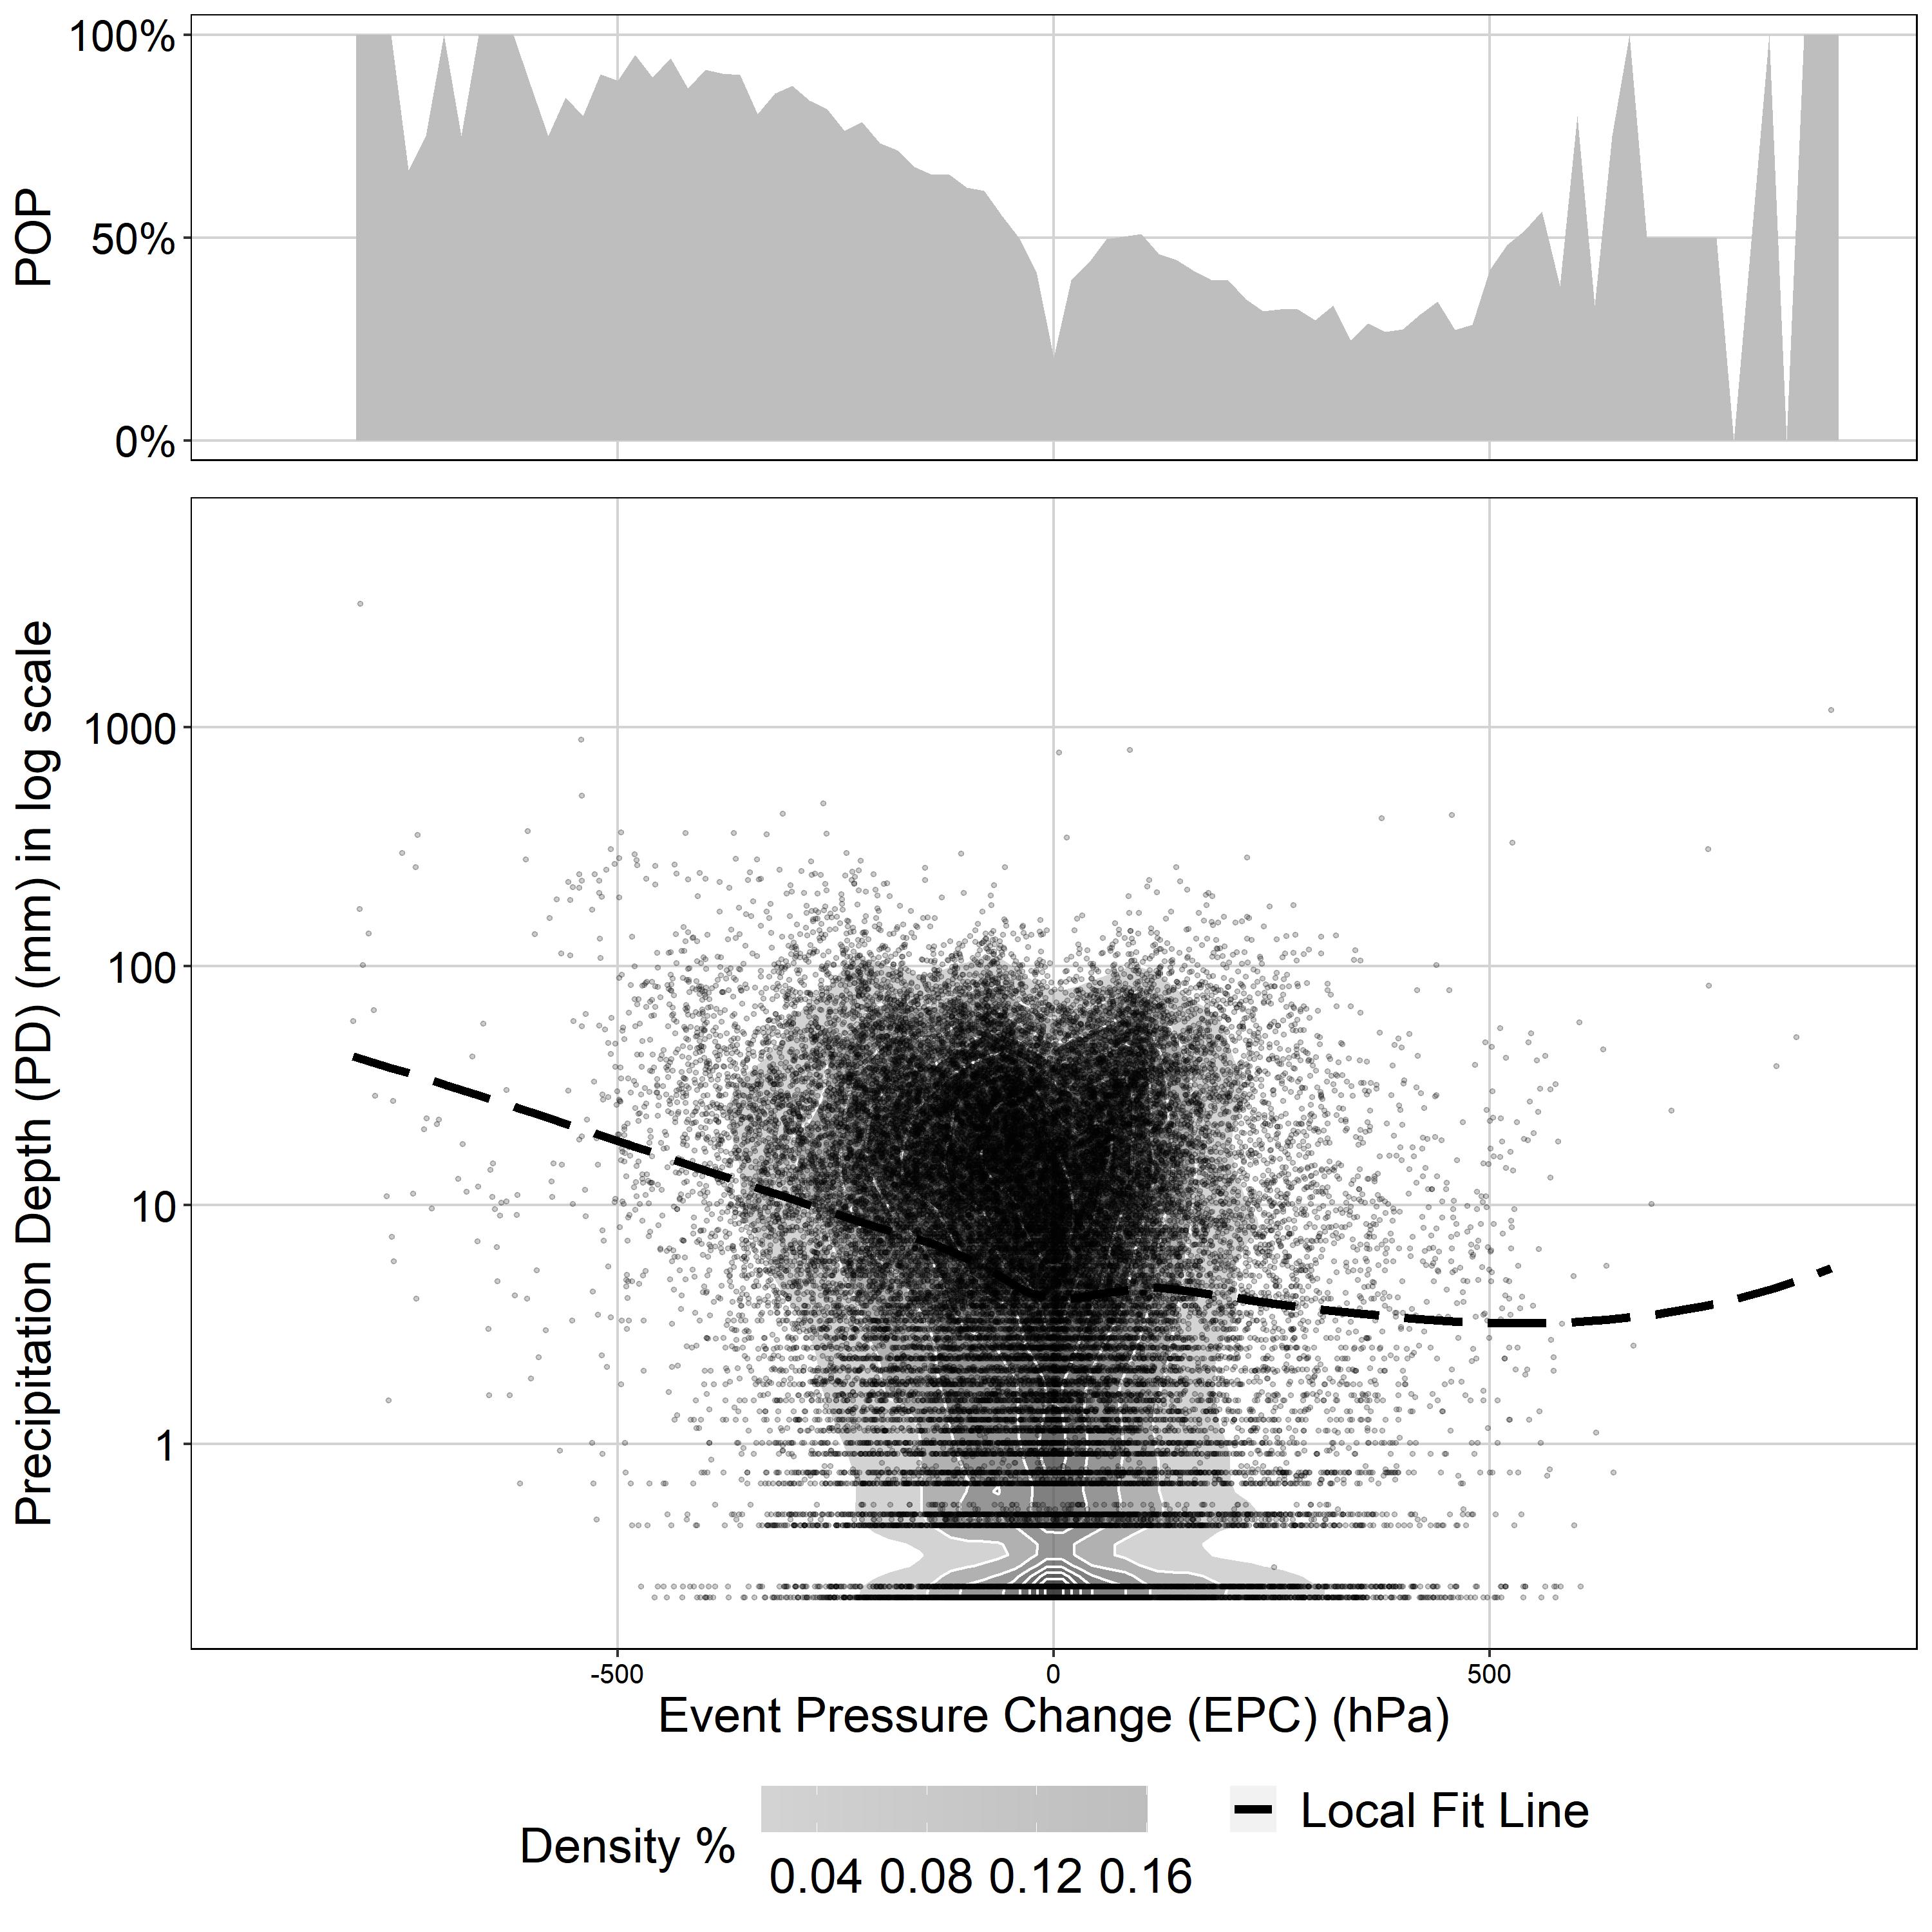 100%
50%
0%
POP
1000
100
10
1
Precipitation Depth (PD) (mm) in log scale
-500 0 500
Event Pressure Change (EPC) (hPa)
Density %
0.04 0.08 0.12 0.16
Local Fit Line